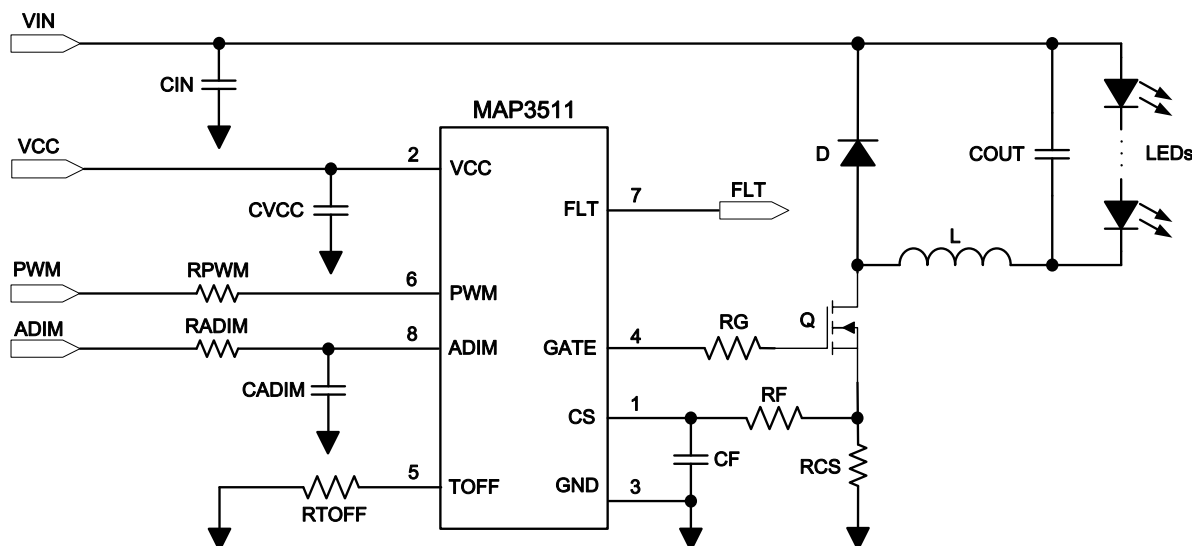 VIN
CIN
MAP3511
VCC
2
VCC
CVCC
FLT
7
FLT
D
COUT
LEDs
L
PWM
RPWM
6
PWM
ADIM
RADIM
8
ADIM
CADIM
GATE
4
RG
Q
CS
1
RF
CF
RCS
GND
3
5
TOFF
RTOFF